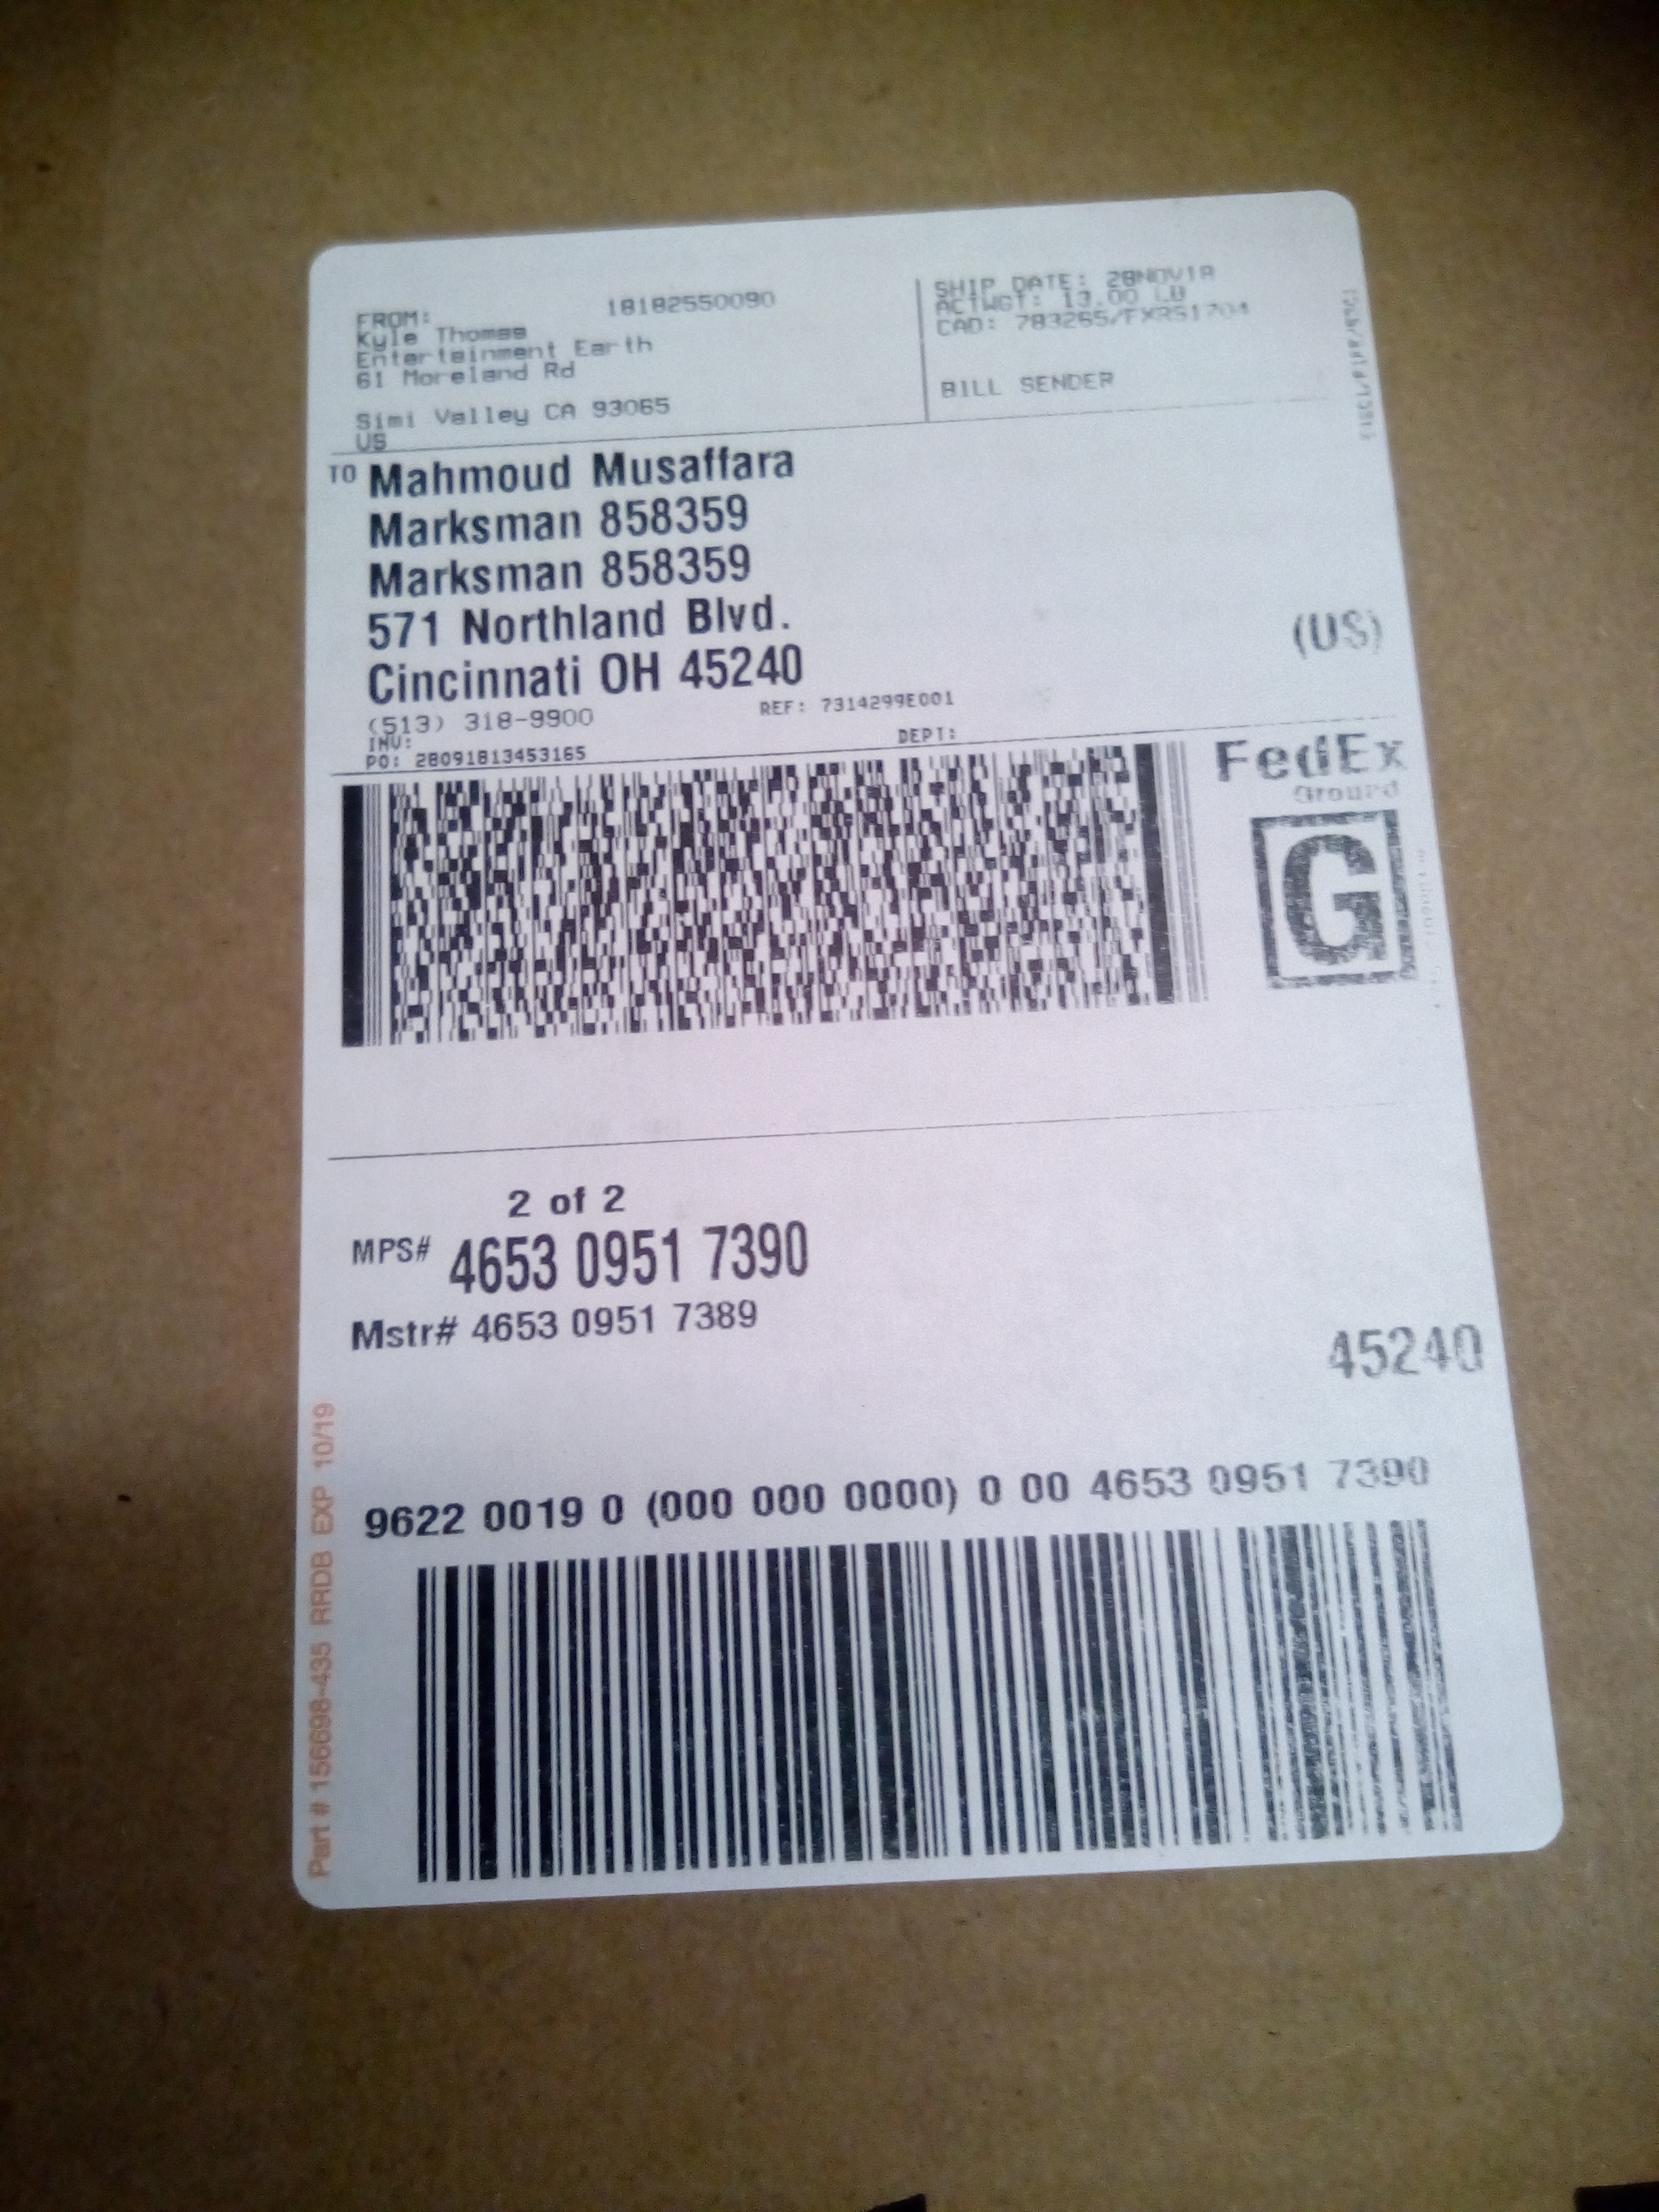 FROM: 18182550090
Kyle Thomas
Entertainment Earth
61 Moreland Rd
Simi Valley CA 93065
US
SHIP DATE: 28NOV18
ACTWGT: 13.00 LB
CAD: 783265/FXRS1704
BILL SENDER
TO Mahmoud Musaffara
Marksman 858359
Marksman 858359
571 Northland Blvd.
Cincinnati OH 45240
(US)
(513) 318-9900 REF: 7314299E001
INV:
PO: 28091813453165 DEPT:
FedEx
Ground
G
2 of 2
MPS# 4653 0951 7390
Mstr# 4653 0951 7389
45240
9622 0019 0 (000 000 0000) 0 00 4653 0951 7390
Part # 156698-435 RRDB EXP 10/19